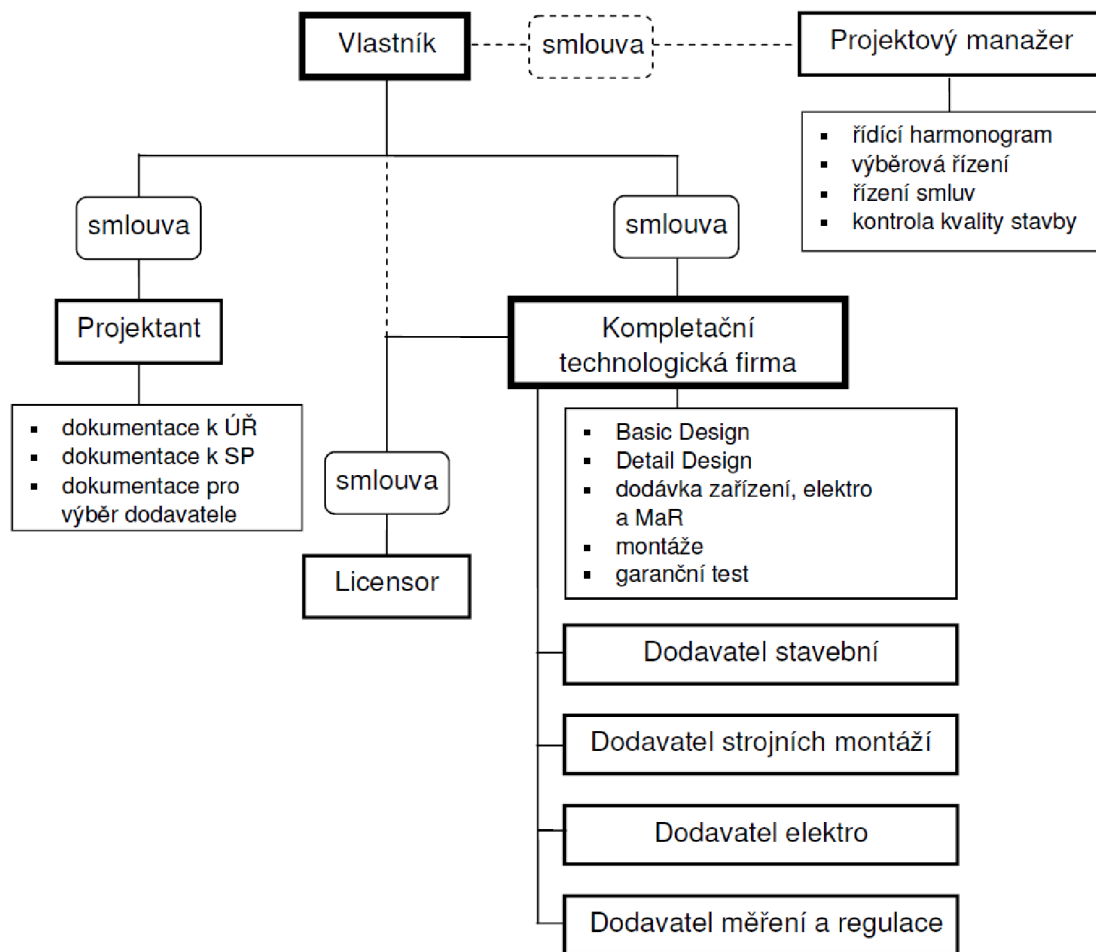 Vlastník
smlouva
Projektový manažer
řídící harmonogram
výběrová řízení
řízení smluv
kontrola kvality stavby
smlouva
smlouva
Projektant
Kompletační
technologická firma
dokumentace k ÚŘ
dokumentace k SP
dokumentace pro
výběr dodavatele
smlouva
Licensor
Basic Design
Detail Design
dodávka zařízení, elektro
a MaR
montáže
garanční test
Dodavatel stavební
Dodavatel strojních montáží
Dodavatel elektro
Dodavatel měření a regulace